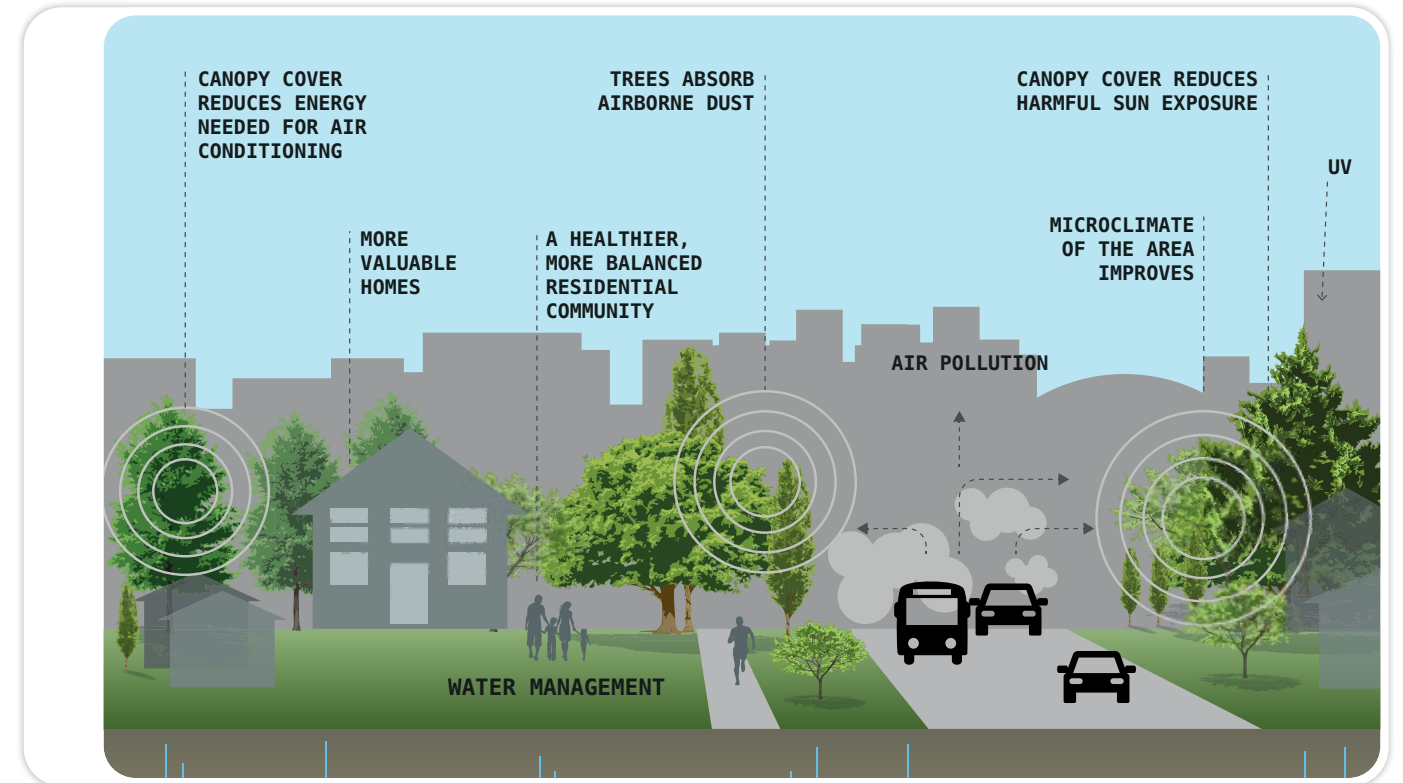 CANOPY COVER
REDUCES ENERGY
NEEDED FOR AIR
CONDITIONING
TREES ABSORB
AIRBORNE DUST
CANOPY COVER REDUCES
HARMFUL SUN EXPOSURE
UV
MORE
VALUABLE
HOMES
A HEALTHIER,
MORE BALANCED
RESIDENTIAL
COMMUNITY
MICROCLIMATE
OF THE AREA
IMPROVES
AIR POLLUTION
WATER MANAGEMENT